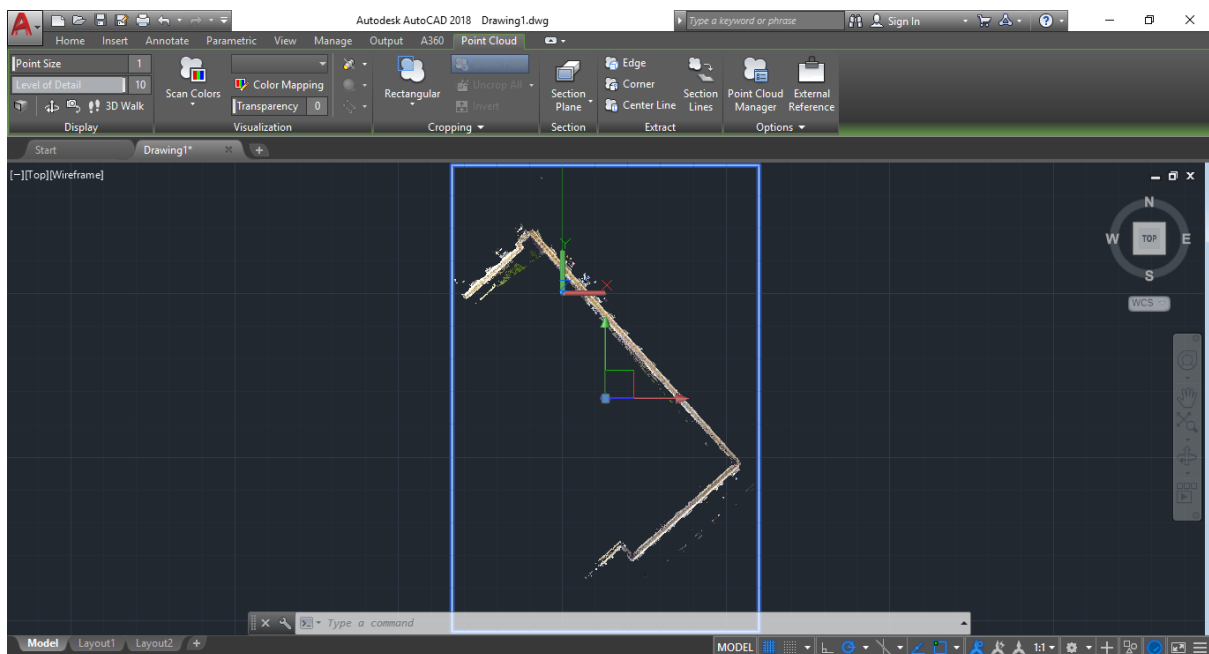 Autodesk AutoCAD 2018 Drawing1.dwg
Type a keyword or phrase
Sign In
Home Insert Annotate Parametric View Manage Output A360 Point Cloud
Point Size 1
Level of Detail 10
3D Walk
Display
Scan Colors
Color Mapping
Transparency 0
Visualization
Rectangular
Uncrop All
Invert
Cropping
Section Plane
Section
Edge
Corner
Center Line
Section Lines
Extract
Point Cloud Manager
External Reference
Options
Start Drawing1*
[−][Top][Wireframe]
N
W TOP E
S
WCS
Y
X
Type a command
Model Layout1 Layout2
MODEL 1:1